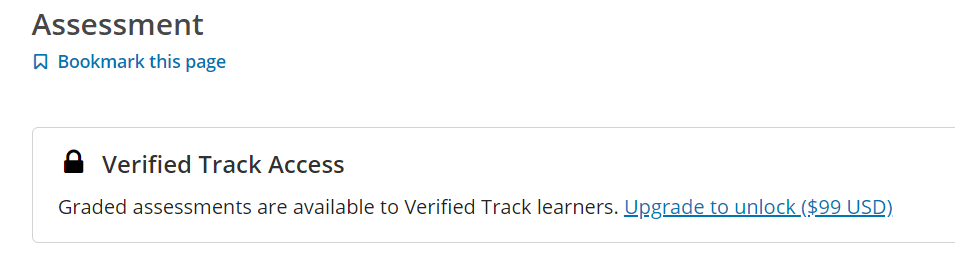 Assessment
Bookmark this page
Verified Track Access
Graded assessments are available to Verified Track learners. Upgrade to unlock ($99 USD)